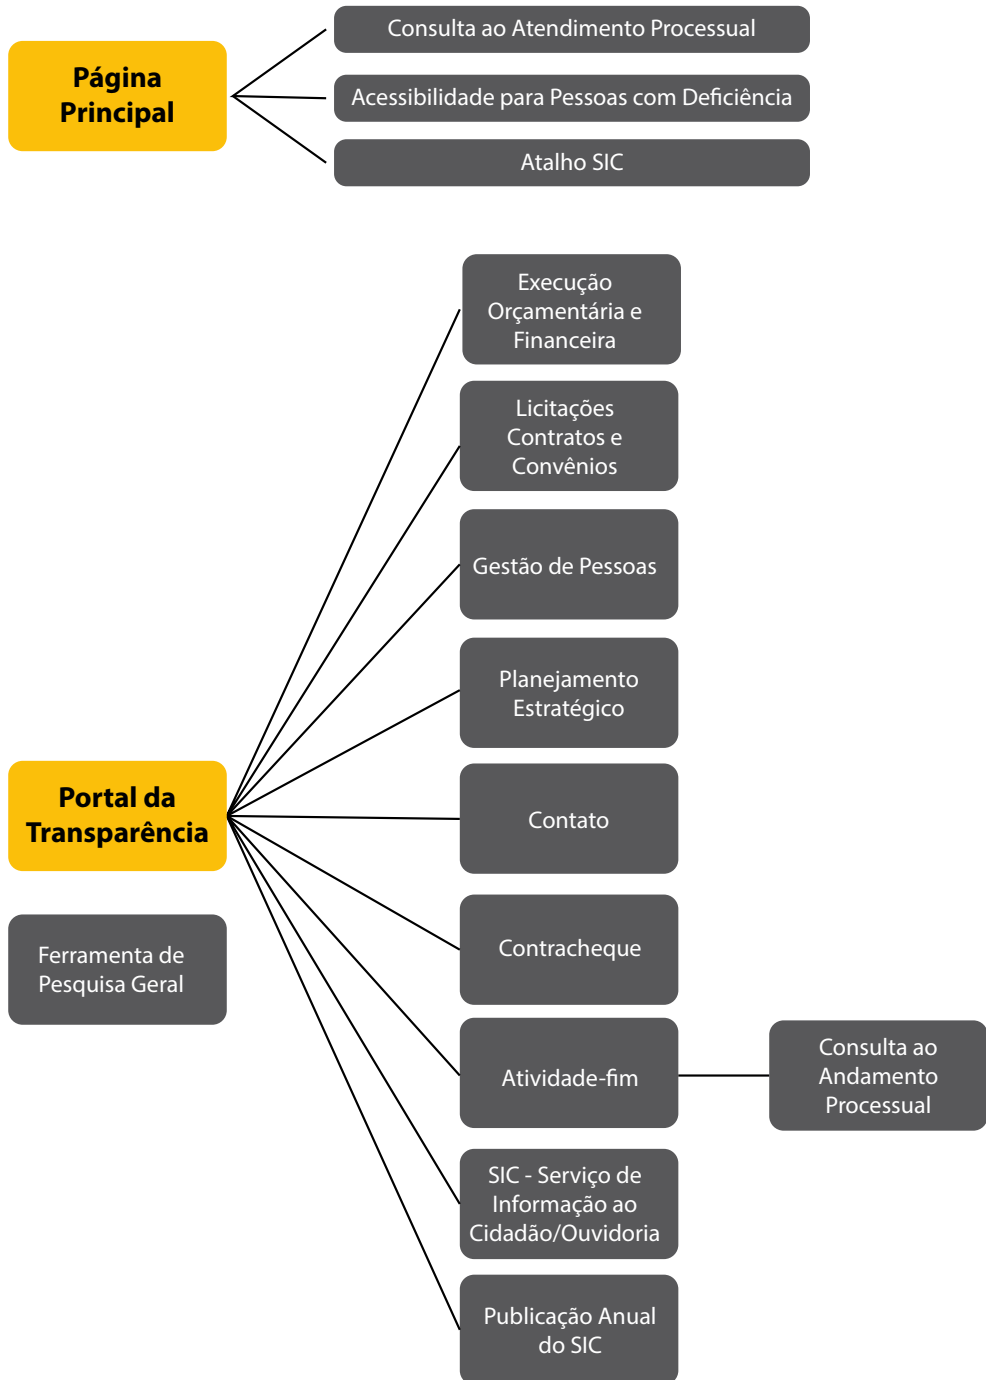 Página
Principal
Consulta ao Atendimento Processual
Acessibilidade para Pessoas com Deficiência
Atalho SIC
Portal da
Transparência
Ferramenta de
Pesquisa Geral
Execução
Orçamentária e
Financeira
Licitações
Contratos e
Convênios
Gestão de Pessoas
Planejamento
Estratégico
Contato
Contracheque
Atividade-fim
Consulta ao
Andamento
Processual
SIC - Serviço de
Informação ao
Cidadão/Ouvidoria
Publicação Anual
do SIC